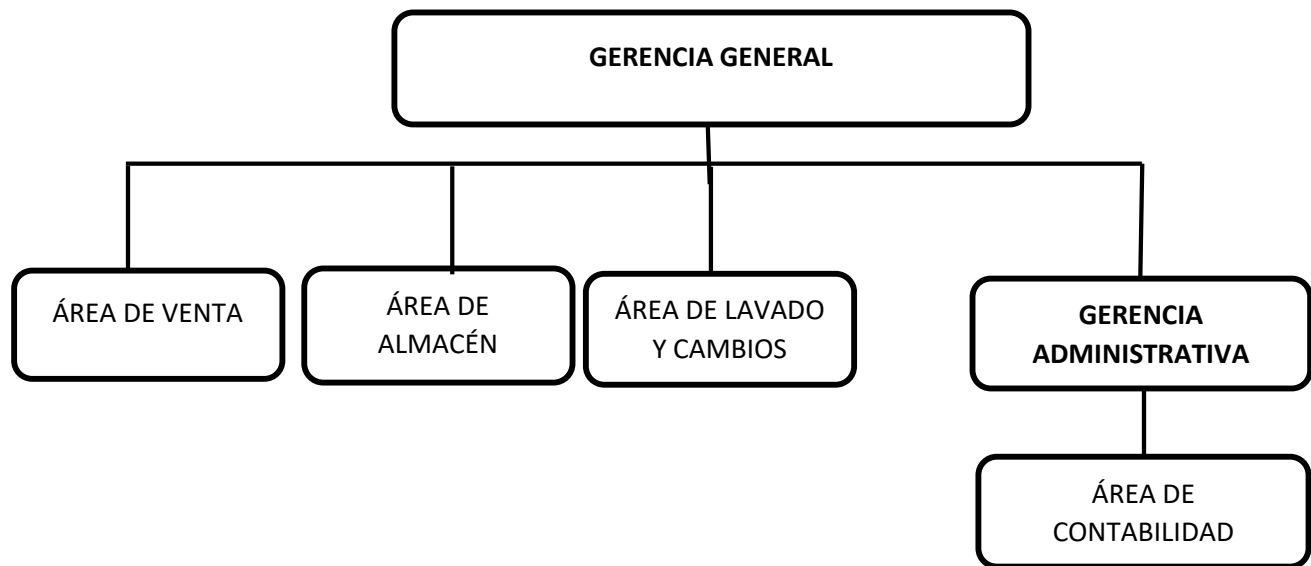 GERENCIA GENERAL
ÁREA DE VENTA
ÁREA DE
ALMACÉN
ÁREA DE LAVADO
Y CAMBIOS
GERENCIA
ADMINISTRATIVA
ÁREA DE
CONTABILIDAD